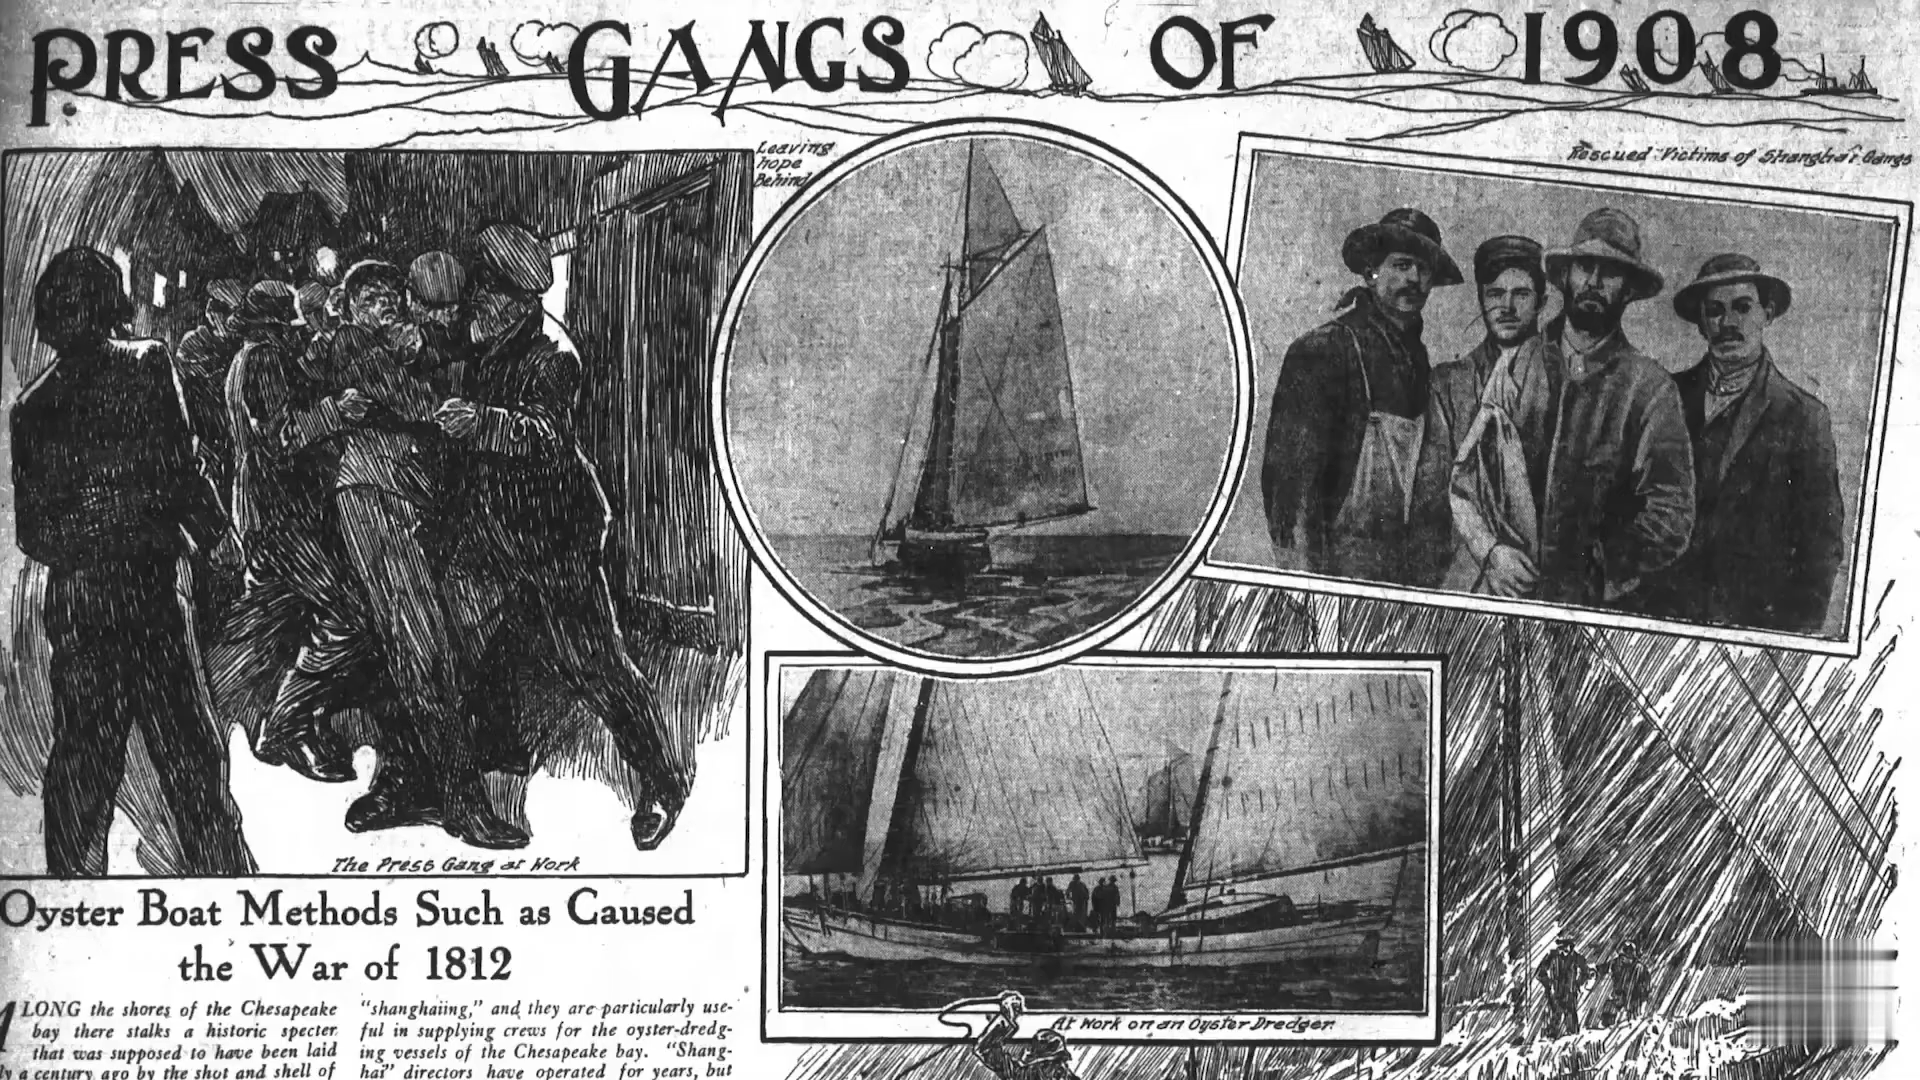 PRESS GANGS OF 1908
Leaving
hope
Behind
Rescued Victims of Shanghai Gangs
The Press Gang at Work
Oyster Boat Methods Such as Caused
the War of 1812
ALONG the shores of the Chesapeake
bay there stalks a historic specter
that was supposed to have been laid
a century ago by the shot and shell of
"shanghaiing," and they are particularly use-
ful in supplying crews for the oyster-dredg-
ing vessels of the Chesapeake bay. "Shang-
hai" directors have operated for years, but
At Work on an Oyster Dredger